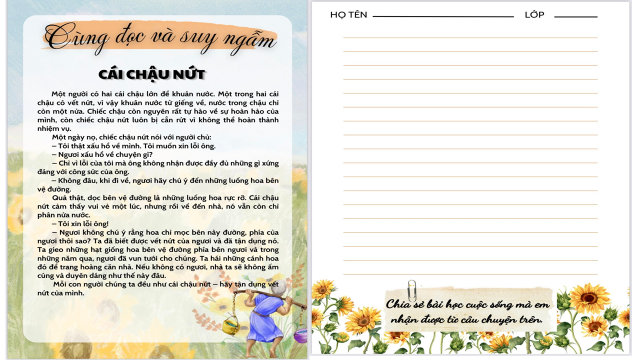 Cùng đọc và suy ngẫm
CÁI CHẬU NỨT
Một người có hai cái chậu lớn để khuân nước. Một trong hai cái
chậu có vết nứt, vì vậy khuân nước từ giếng về, nước trong chậu chỉ
còn một nửa. Chiếc chậu còn nguyên rất tự hào về sự hoàn hảo của
mình, còn chiếc chậu nứt luôn bị cắn rứt vì không thể hoàn thành
nhiệm vụ.
Một ngày nọ, chiếc chậu nứt nói với người chủ:
– Tôi thật xấu hổ về mình. Tôi muốn xin lỗi ông.
– Ngươi xấu hổ về chuyện gì?
– Chỉ vì lỗi của tôi mà ông không nhận được đầy đủ những gì xứng
đáng với công sức của ông.
– Không đâu, khi đi về, ngươi hãy chú ý đến những luống hoa bên
vệ đường.
Quả thật, dọc bên vệ đường là những luống hoa rực rỡ. Cái chậu
nứt cảm thấy vui vẻ một lúc, nhưng rồi về đến nhà, nó vẫn còn chỉ
phân nửa nước.
– Tôi xin lỗi ông!
– Ngươi không chú ý rằng hoa chỉ mọc bên này đường, phía của
ngươi thôi sao? Ta đã biết được vết nứt của ngươi và đã tận dụng nó.
Ta gieo những hạt giống hoa bên vệ đường phía bên ngươi và trong
những năm qua, ngươi đã vun tưới cho chúng. Ta hái những cánh hoa
đó để trang hoàng căn nhà. Nếu không có ngươi, nhà ta sẽ không ấm
cúng và duyên dáng như thế này đâu.
Mỗi con người chúng ta đều như cái chậu nứt – hãy tận dụng vết
nứt của mình.
HỌ TÊN LỚP
Chia sẻ bài học cuộc sống mà em
nhận được từ câu chuyện trên.